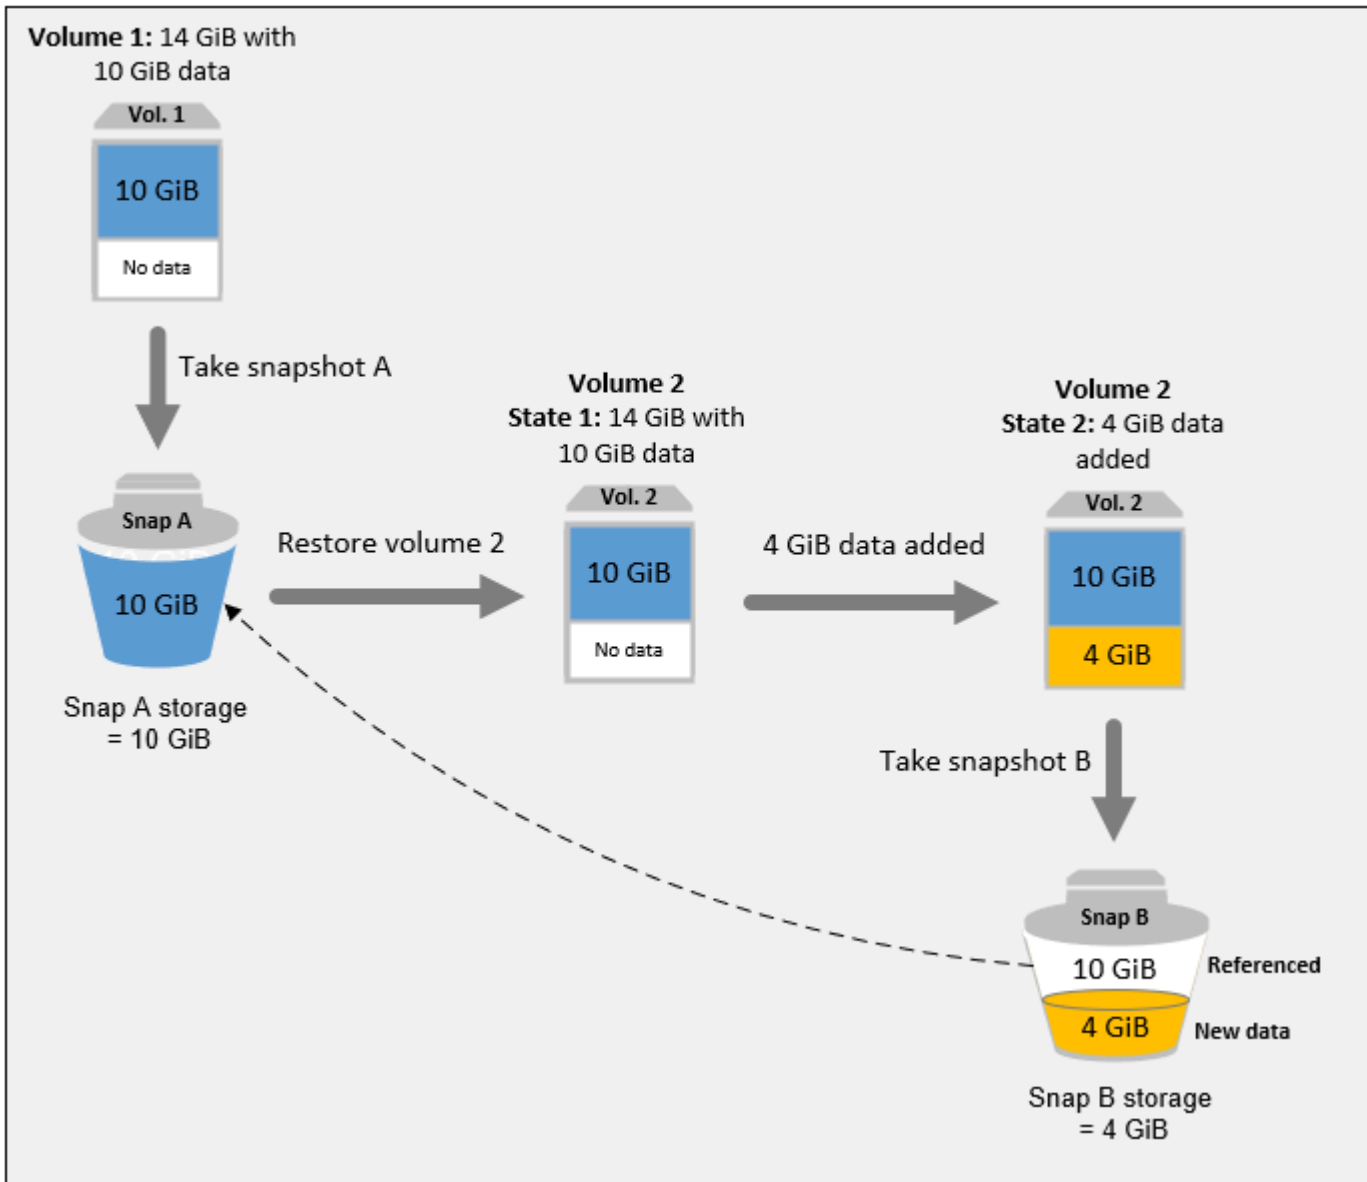 Volume 1: 14 GiB with
10 GiB data
Vol. 1
10 GiB
No data
Take snapshot A
Snap A
10 GiB
Snap A storage
= 10 GiB
Restore volume 2
Volume 2
State 1: 14 GiB with
10 GiB data
Vol. 2
10 GiB
No data
4 GiB data added
Volume 2
State 2: 4 GiB data
added
Vol. 2
10 GiB
4 GiB
Take snapshot B
Snap B
10 GiB
Referenced
4 GiB
New data
Snap B storage
= 4 GiB